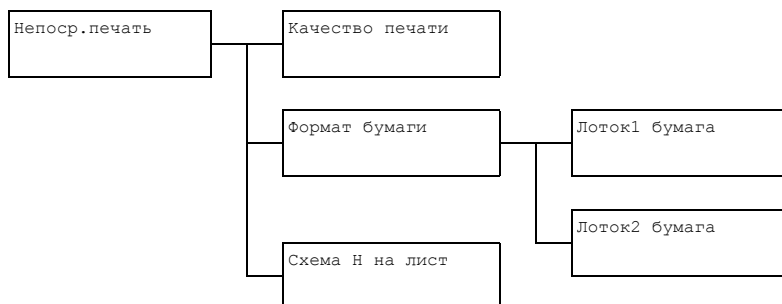 Непоср.печать
Качество печати
Формат бумаги
Лоток1 бумага
Лоток2 бумага
Схема Н на лист